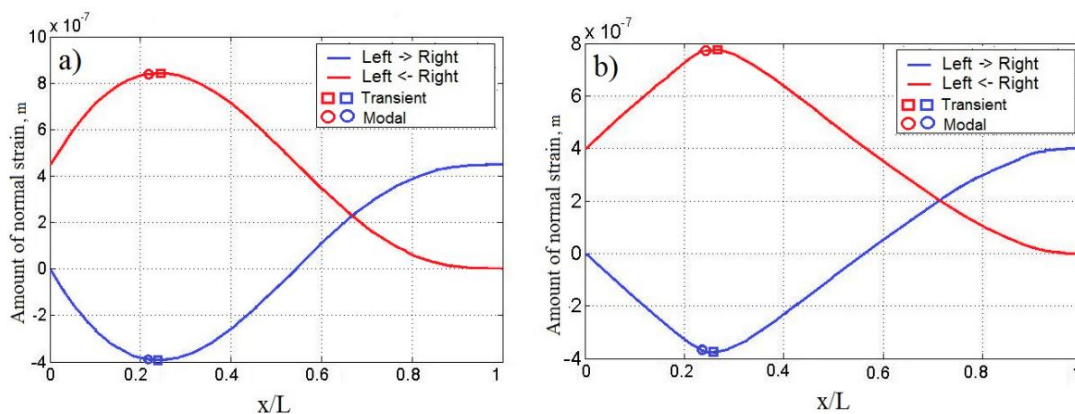 x 10⁻⁷
10
8
6
4
2
0
-2
-4
0
0.2
0.4
0.6
0.8
1
a)
Left -> Right
Left <- Right
Transient
Modal
Amount of normal strain, m
x/L
x 10⁻⁷
8
6
4
2
0
-2
-4
0
0.2
0.4
0.6
0.8
1
b)
Left -> Right
Left <- Right
Transient
Modal
Amount of normal strain, m
x/L